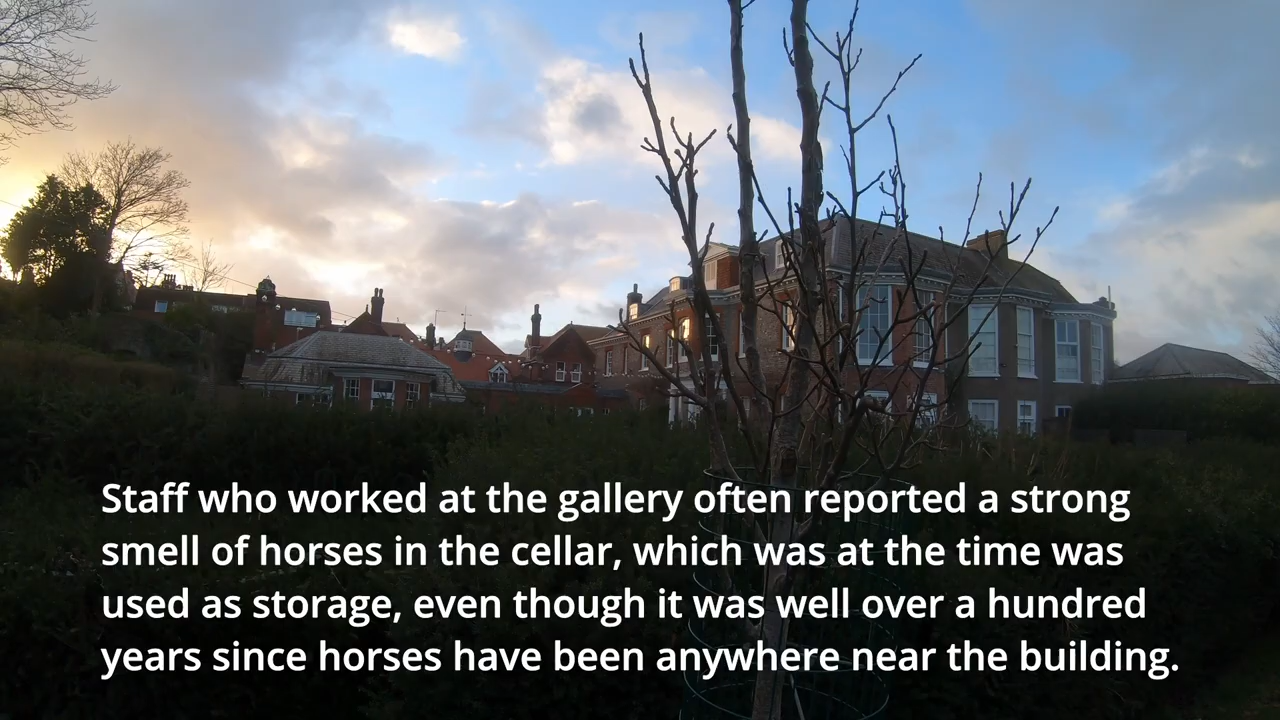 Staff who worked at the gallery often reported a strong
smell of horses in the cellar, which was at the time was
used as storage, even though it was well over a hundred
years since horses have been anywhere near the building.